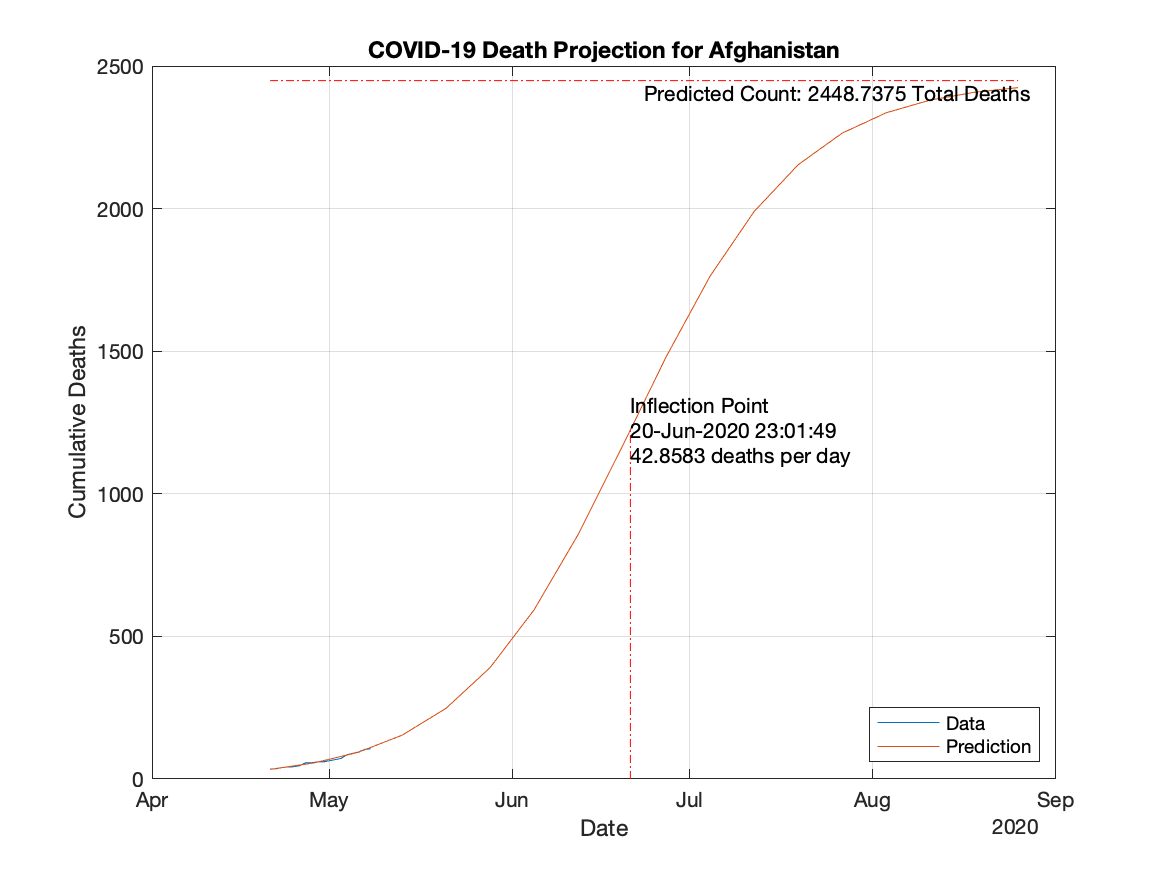 COVID-19 Death Projection for Afghanistan
2500
Predicted Count: 2448.7375 Total Deaths
2000
1500
Inflection Point
20-Jun-2020 23:01:49
42.8583 deaths per day
Cumulative Deaths
1000
500
Data
Prediction
0
Apr May Jun Jul Aug Sep
Date
2020